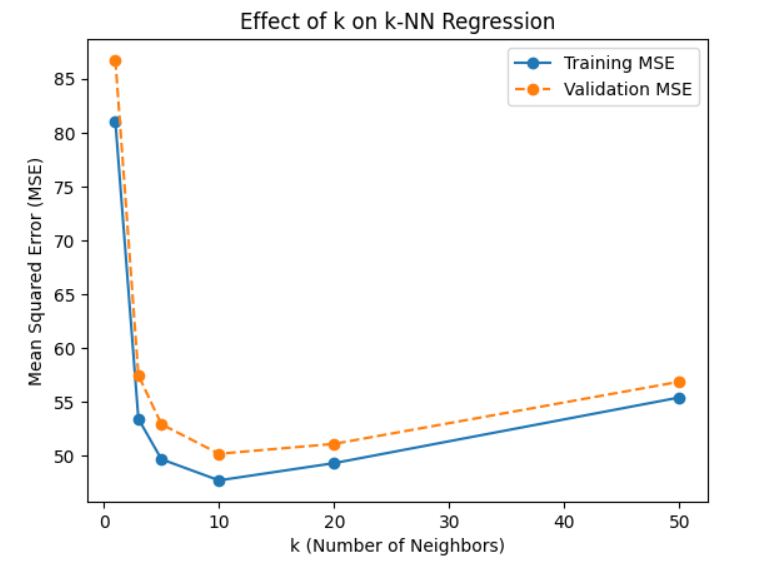 Effect of k on k-NN Regression
Training MSE
Validation MSE
Mean Squared Error (MSE)
85
80
75
70
65
60
55
50
0 10 20 30 40 50
k (Number of Neighbors)